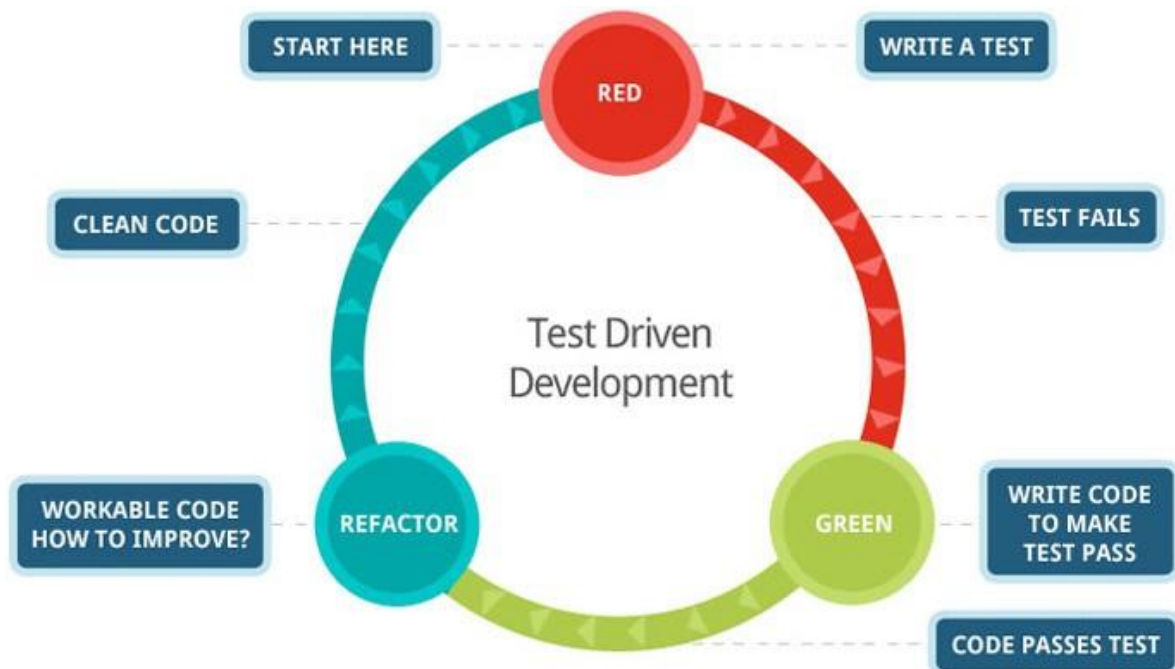 START HERE
WRITE A TEST
RED
CLEAN CODE
TEST FAILS
Test Driven
Development
WORKABLE CODE
HOW TO IMPROVE?
REFACTOR
GREEN
WRITE CODE
TO MAKE
TEST PASS
CODE PASSES TEST